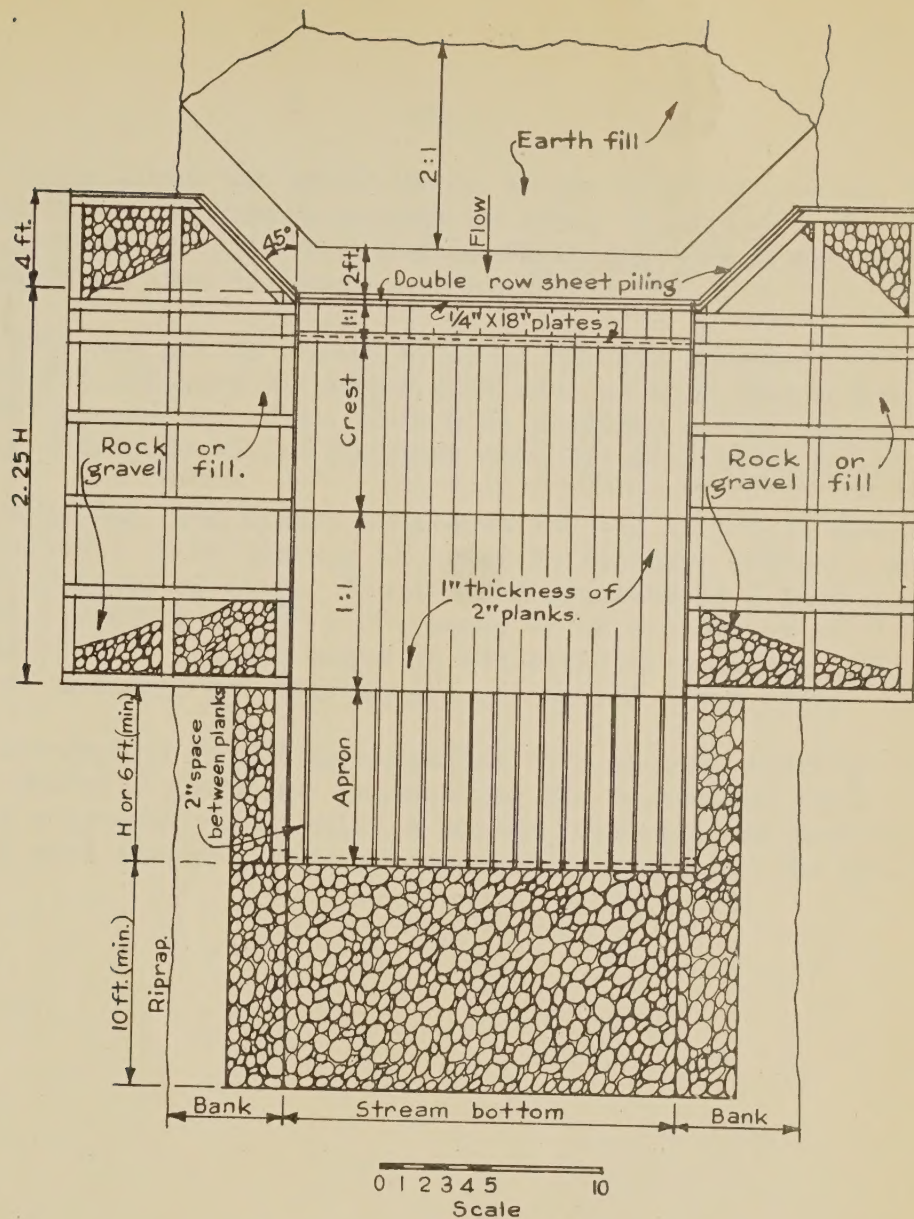 Earth fill
2:1
Flow
4 ft.
45°
2ft.
Double row sheet piling
1/4" X 18" plates
1:1
Crest
2.25 H
Rock or
gravel fill.
Rock or
gravel fill
1:1
1" thickness of
2" planks.
H or 6 ft. (min)
2" space
between planks
Apron
10 ft. (min.)
Riprap.
Bank
Stream bottom
Bank
0 1 2 3 4 5 10
Scale